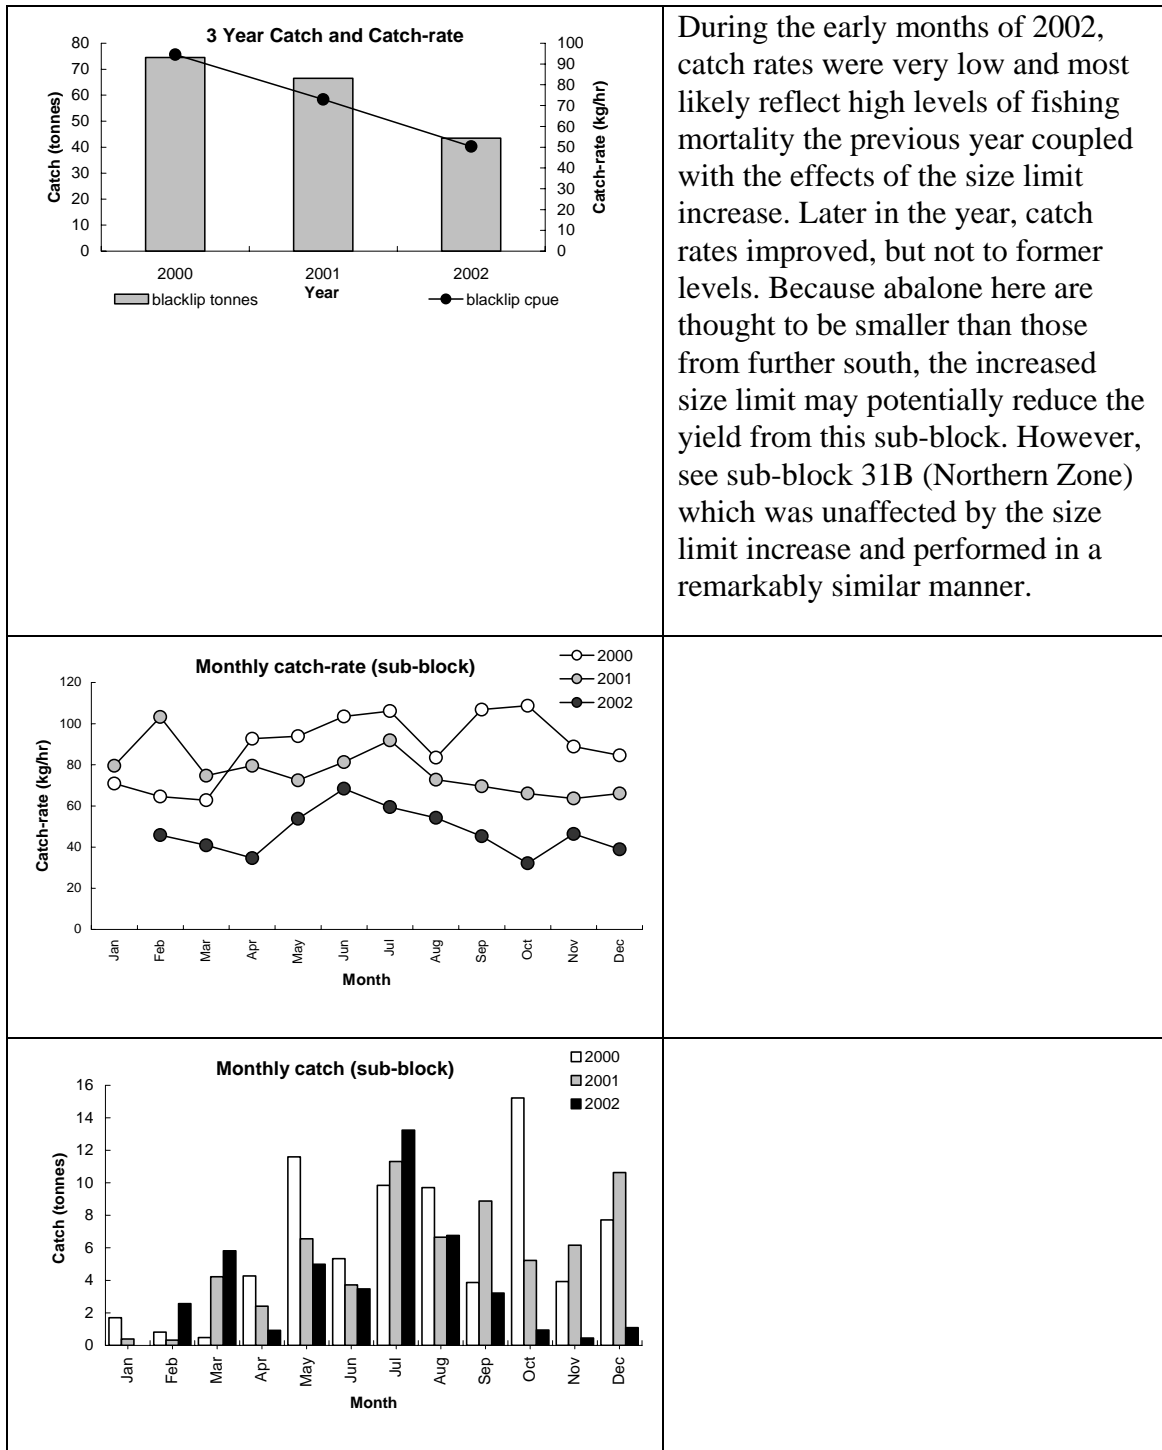 3 Year Catch and Catch-rate
80
70
60
50
40
30
20
10
0
Catch (tonnes)
100
90
80
70
60
50
40
30
20
10
0
Catch-rate (kg/hr)
2000 2001 2002
Year
blacklip tonnes blacklip cpue
During the early months of 2002,
catch rates were very low and most
likely reflect high levels of fishing
mortality the previous year coupled
with the effects of the size limit
increase. Later in the year, catch
rates improved, but not to former
levels. Because abalone here are
thought to be smaller than those
from further south, the increased
size limit may potentially reduce the
yield from this sub-block. However,
see sub-block 31B (Northern Zone)
which was unaffected by the size
limit increase and performed in a
remarkably similar manner.
Monthly catch-rate (sub-block)
2000
2001
2002
120
100
80
60
40
20
0
Catch-rate (kg/hr)
Jan Feb Mar Apr May Jun Jul Aug Sep Oct Nov Dec
Month
Monthly catch (sub-block)
2000
2001
2002
16
14
12
10
8
6
4
2
0
Catch (tonnes)
Jan Feb Mar Apr May Jun Jul Aug Sep Oct Nov Dec
Month